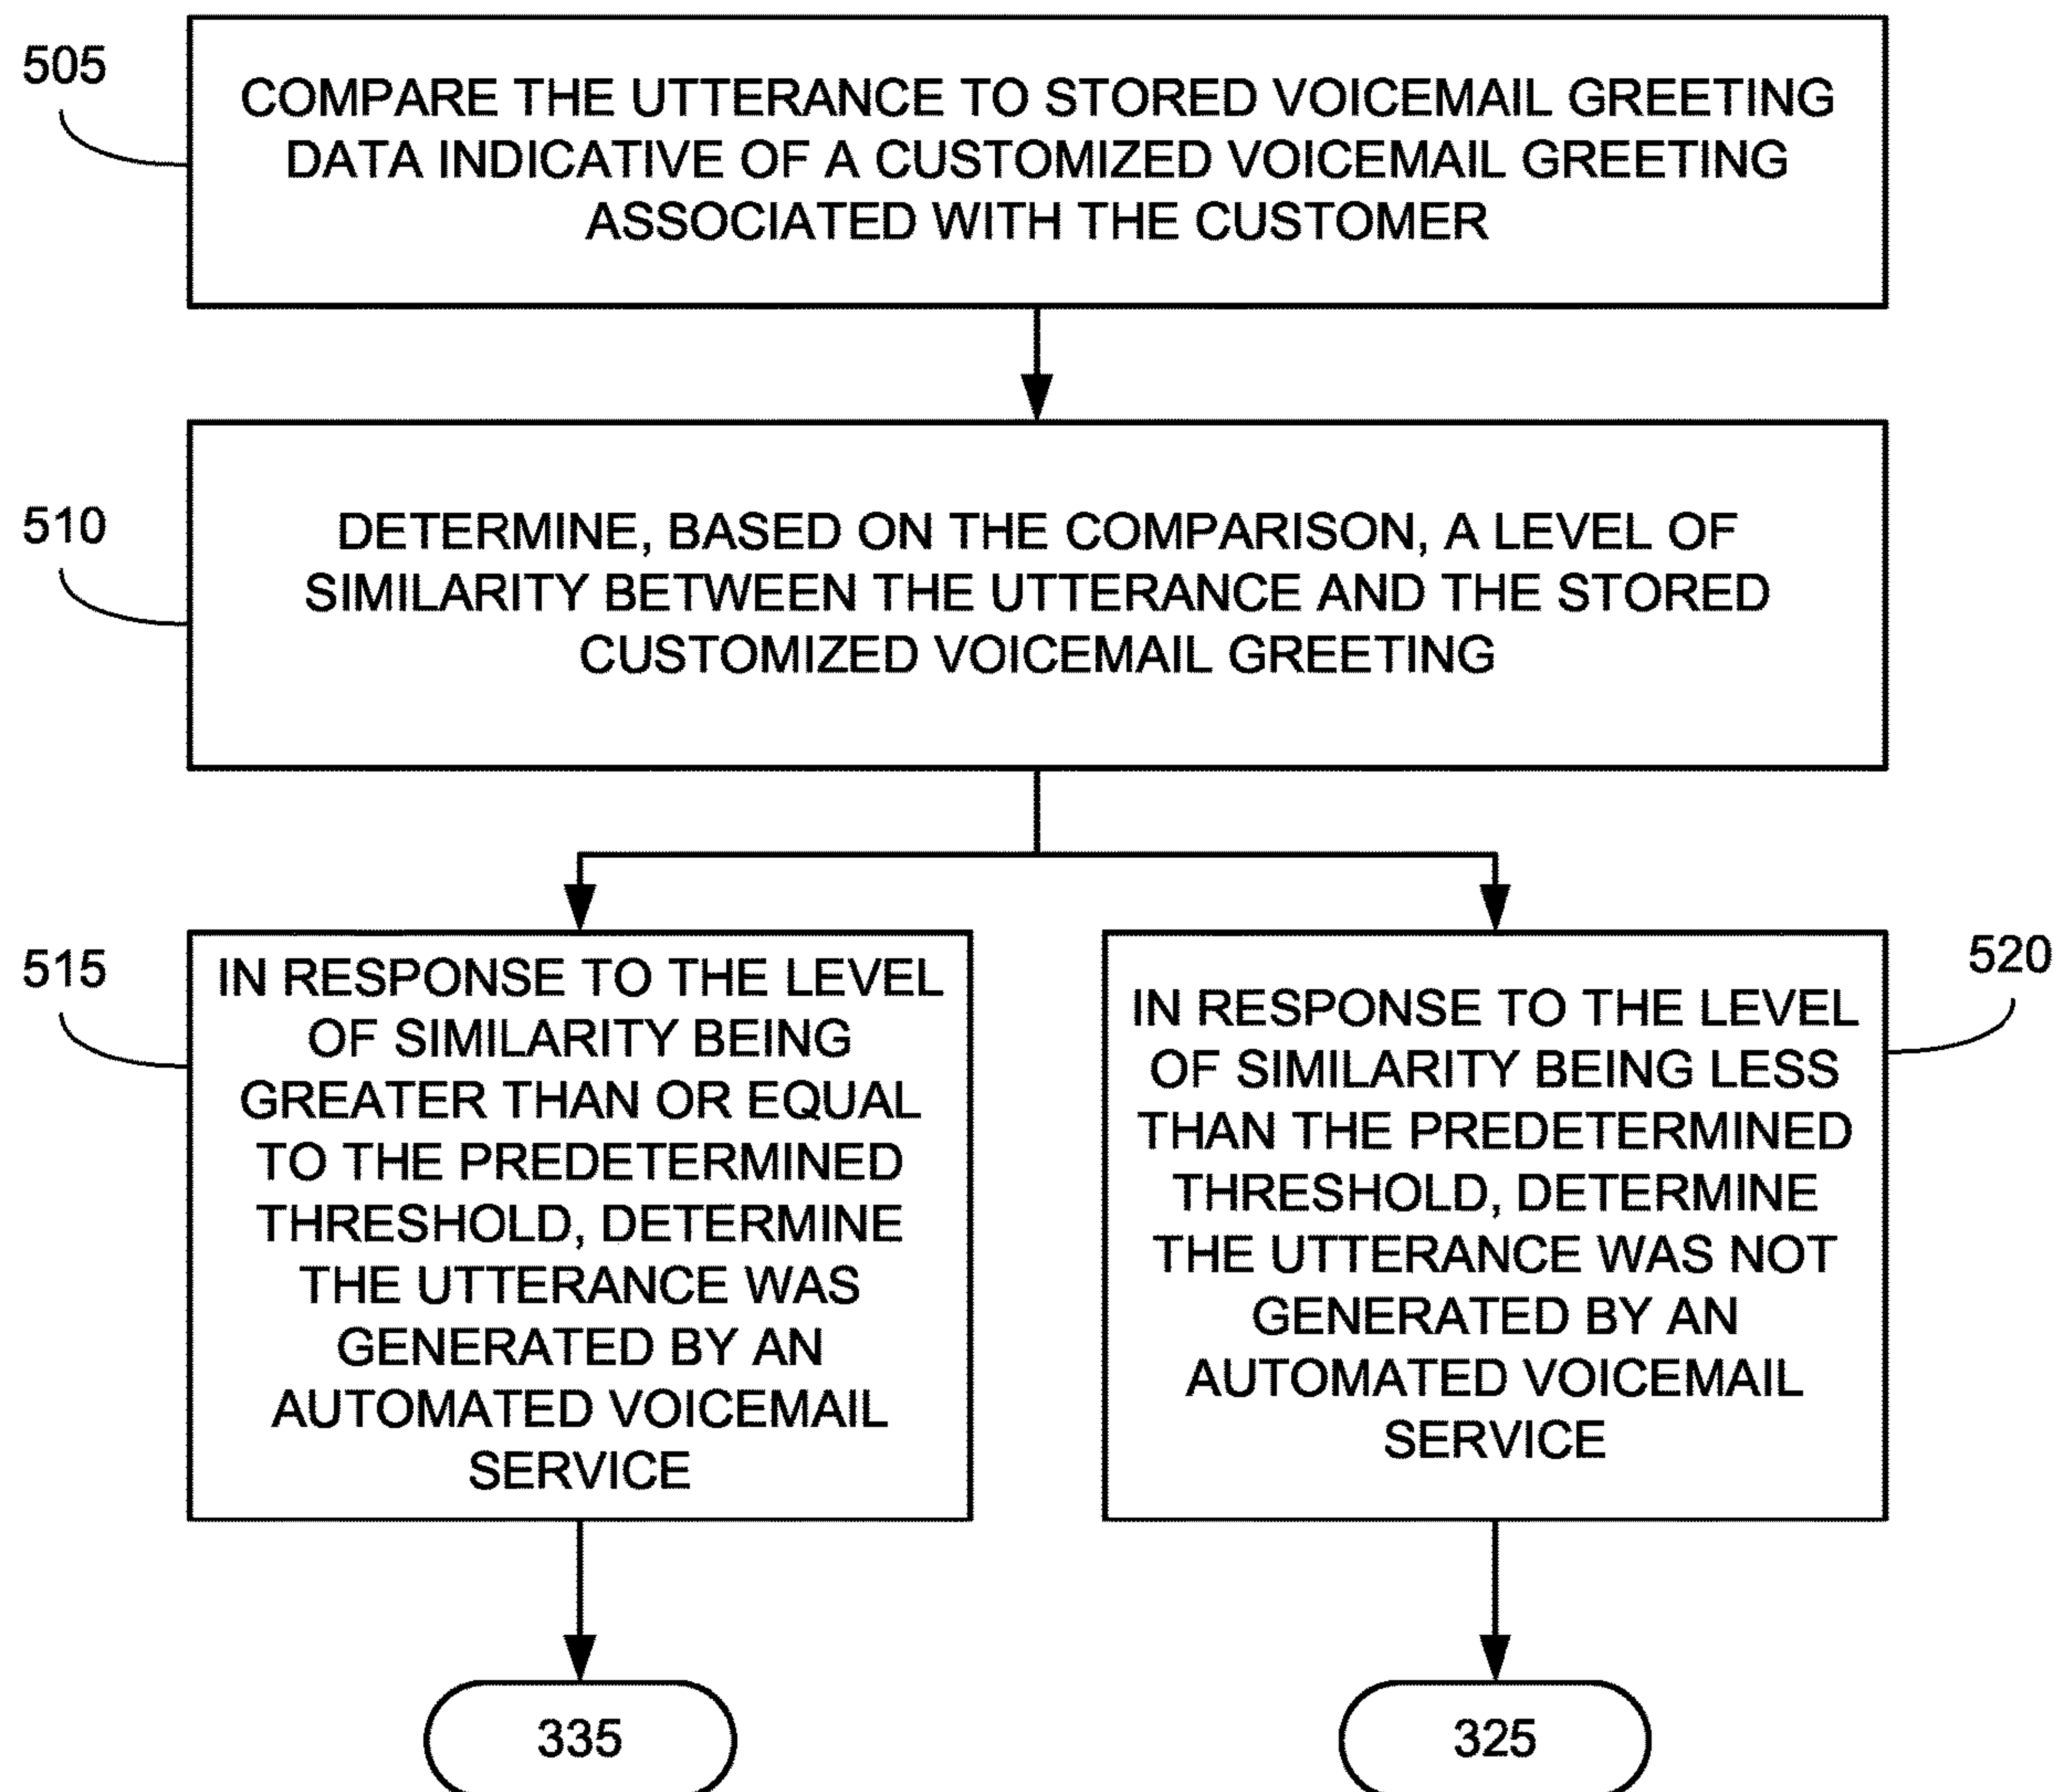 505
COMPARE THE UTTERANCE TO STORED VOICEMAIL GREETING
DATA INDICATIVE OF A CUSTOMIZED VOICEMAIL GREETING
ASSOCIATED WITH THE CUSTOMER
510
DETERMINE, BASED ON THE COMPARISON, A LEVEL OF
SIMILARITY BETWEEN THE UTTERANCE AND THE STORED
CUSTOMIZED VOICEMAIL GREETING
515
IN RESPONSE TO THE LEVEL
OF SIMILARITY BEING
GREATER THAN OR EQUAL
TO THE PREDETERMINED
THRESHOLD, DETERMINE
THE UTTERANCE WAS
GENERATED BY AN
AUTOMATED VOICEMAIL
SERVICE
520
IN RESPONSE TO THE LEVEL
OF SIMILARITY BEING LESS
THAN THE PREDETERMINED
THRESHOLD, DETERMINE
THE UTTERANCE WAS NOT
GENERATED BY AN
AUTOMATED VOICEMAIL
SERVICE
335
325